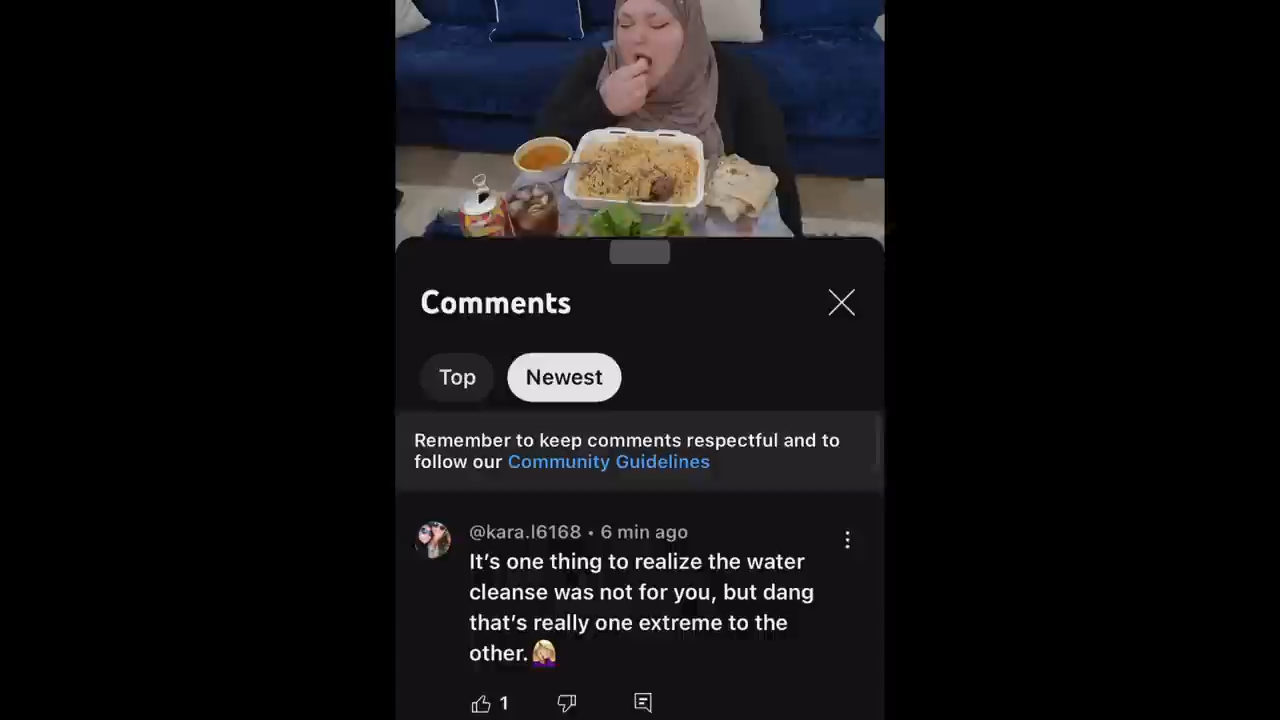 Comments
Top
Newest
Remember to keep comments respectful and to
follow our Community Guidelines
@kara.l6168 • 6 min ago
It's one thing to realize the water
cleanse was not for you, but dang
that's really one extreme to the
other.🤦🏼‍♀️
1